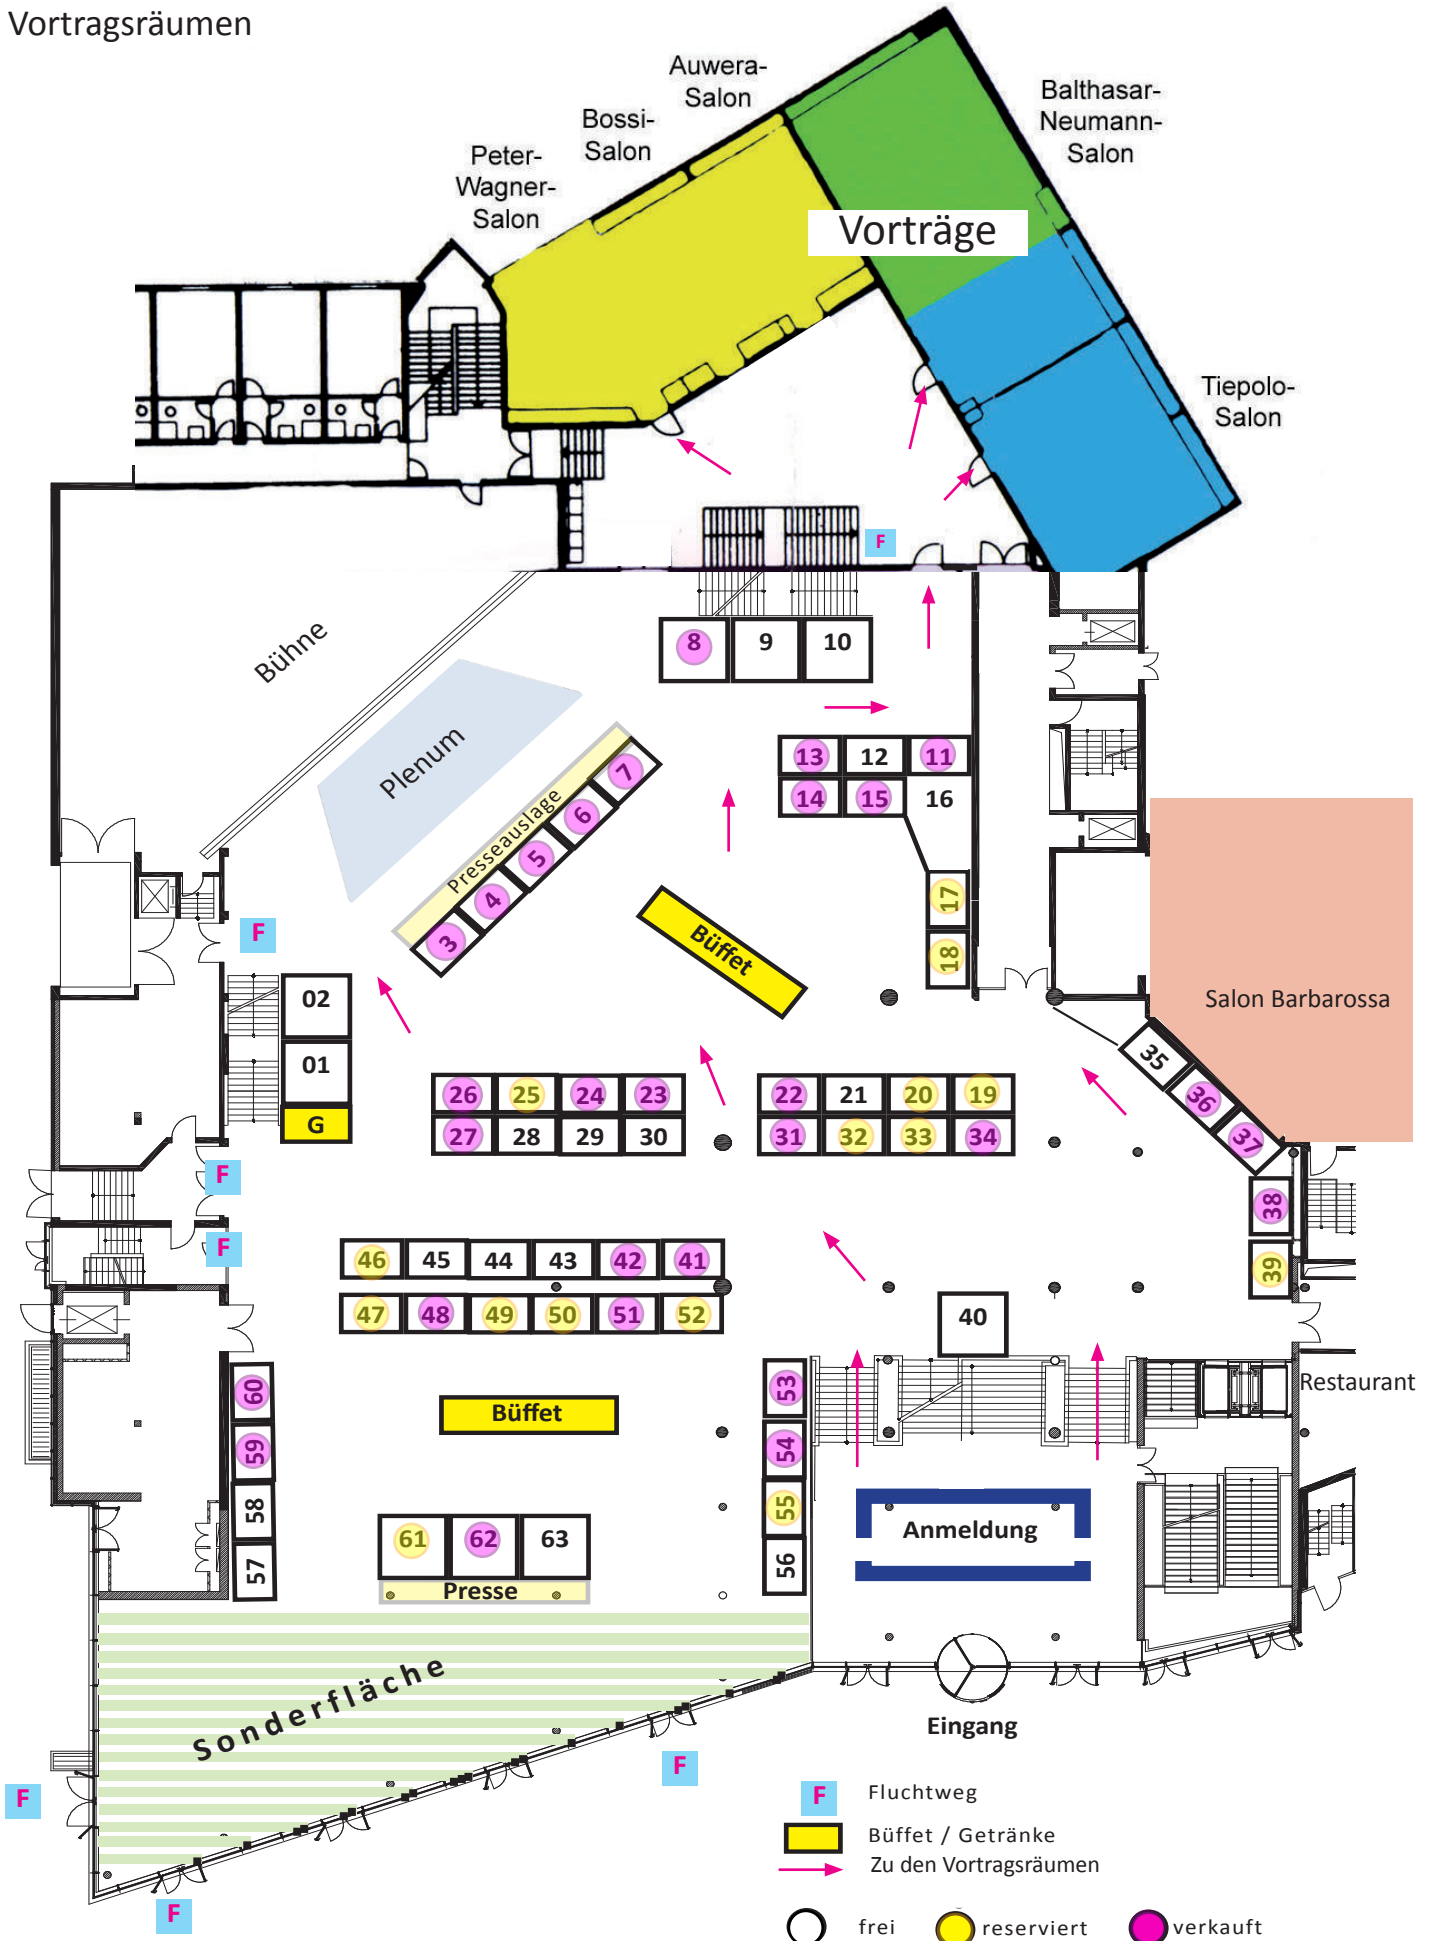 Vortragsräumen
Auwera-
Salon
Bossi-
Salon
Peter-
Wagner-
Salon
Balthasar-
Neumann-
Salon
Vorträge
Tiepolo-
Salon
F
Bühne
8 9 10
Plenum
Presseauslage
7
6
5
4
3
13 12 11
14 15 16
17
18
Büffet
F
02
01
G
Salon Barbarossa
35
36
37
38
39
26 25 24 23
27 28 29 30
22 21 20 19
31 32 33 34
F
F
46 45 44 43 42 41
47 48 49 50 51 52
40
60
59
58
57
Büffet
53
54
55
56
Restaurant
Anmeldung
61 62 63
Presse
Sonderfläche
Eingang
F
F
F
F Fluchtweg
Büffet / Getränke
Zu den Vortragsräumen
frei reserviert verkauft